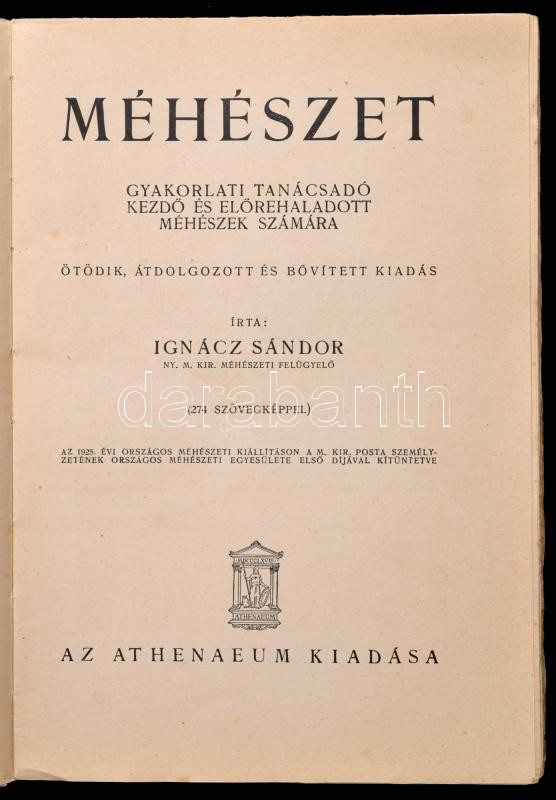 MÉHÉSZET
GYAKORLATI TANÁCSADÓ
KEZDŐ ÉS ELŐREHALADOTT
MÉHÉSZEK SZÁMÁRA
ÖTÖDIK, ÁTDOLGOZOTT ÉS BŐVÍTETT KIADÁS
ÍRTA:
IGNÁCZ SÁNDOR
NY. M. KIR. MÉHÉSZETI FELÜGYELŐ
darabanth
(274 SZÖVEGKÉPPEL)
AZ 1925. ÉVI ORSZÁGOS MÉHÉSZETI KIÁLLÍTÁSON A M. KIR. POSTA SZEMÉLY-
ZETÉNEK ORSZÁGOS MÉHÉSZETI EGYESÜLETE ELSŐ DÍJÁVAL KITÜNTETVE
MDCCCLXVIII
ATHENAEUM
AZ ATHENAEUM KIADÁSA